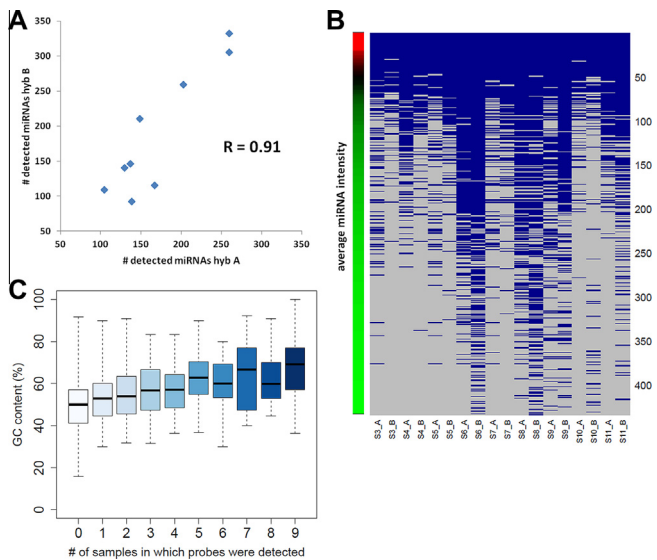 A
350
300
250
200
150
100
50
50
100
150
200
250
300
350
# detected miRNAs hyb B
# detected miRNAs hyb A
R = 0.91
B
average miRNA intensity
50
100
150
200
250
300
350
400
S3_A
S3_B
S4_A
S4_B
S5_A
S5_B
S6_A
S6_B
S7_A
S7_B
S8_A
S8_B
S9_A
S9_B
S10_A
S10_B
S11_A
S11_B
C
GC content (%)
100
80
60
40
20
0
0 1 2 3 4 5 6 7 8 9
# of samples in which probes were detected